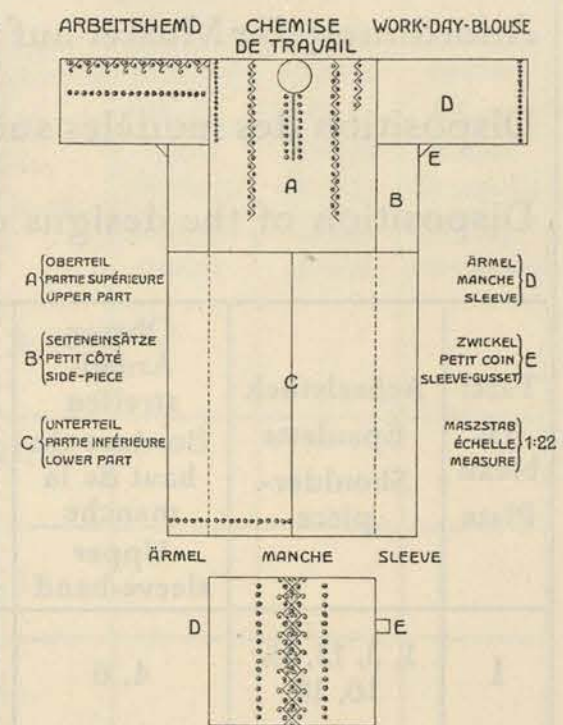 ARBEITSHEMD CHEMISE DE TRAVAIL WORK-DAY-BLOUSE
D
E
A
B
A { OBERTEIL
PARTIE SUPÉRIEURE
UPPER PART
ÄRMEL
MANCHE
SLEEVE } D
B { SEITENEINSÄTZE
PETIT CÔTÉ
SIDE-PIECE
ZWICKEL
PETIT COIN
SLEEVE-GUSSET } E
C
C { UNTERTEIL
PARTIE INFÉRIEURE
LOWER PART
MASZSTAB
ÉCHELLE
MEASURE } 1:22
ÄRMEL MANCHE SLEEVE
D E